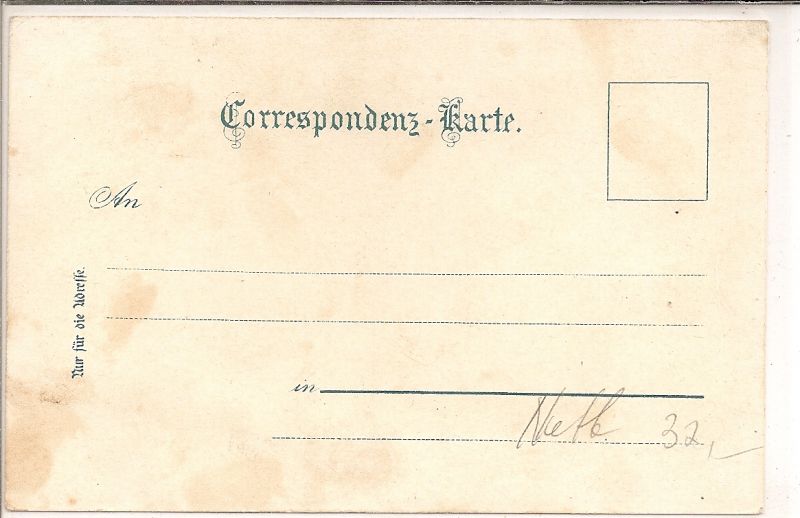 Correspondenz-Karte.
An
Nur für die Adresse.
in
32,-